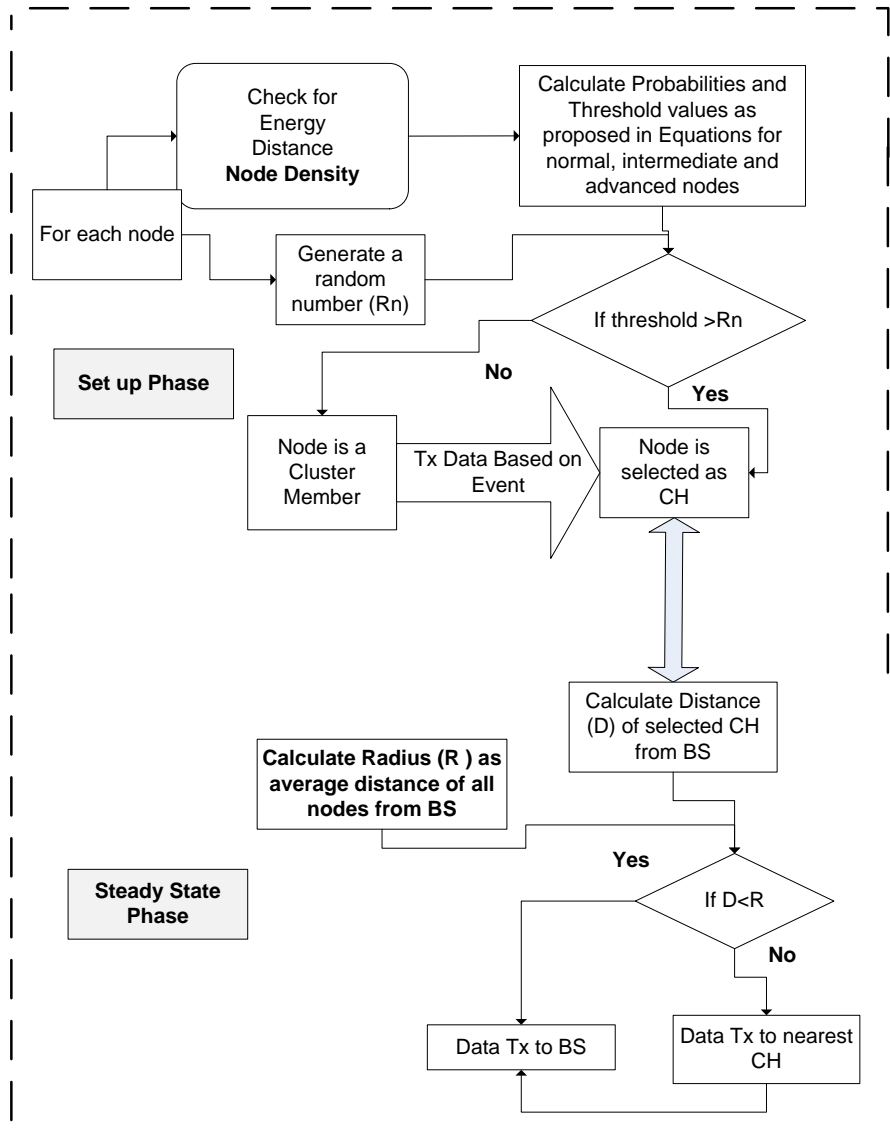 Check for
Energy
Distance
Node Density
Calculate Probabilities and
Threshold values as
proposed in Equations for
normal, intermediate and
advanced nodes
For each node
Generate a
random
number (Rn)
If threshold >Rn
No
Yes
Set up Phase
Node is a
Cluster
Member
Tx Data Based on
Event
Node is
selected as
CH
Calculate Distance
(D) of selected CH
from BS
Calculate Radius (R ) as
average distance of all
nodes from BS
Yes
Steady State
Phase
If D<R
No
Data Tx to BS
Data Tx to nearest
CH